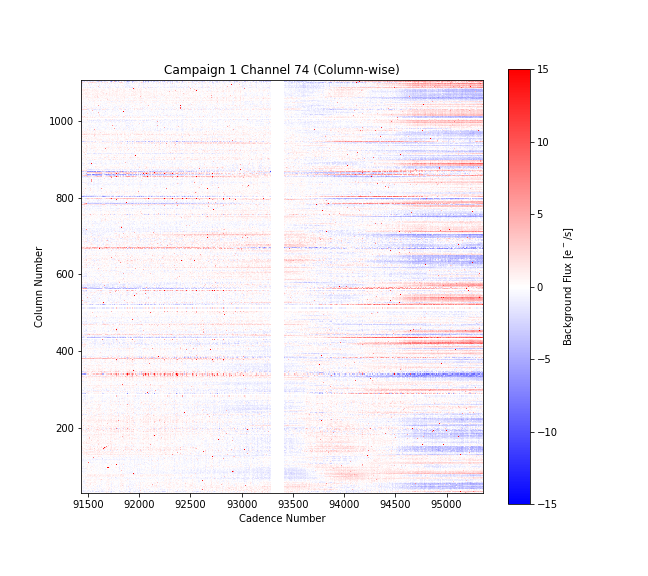 Campaign 1 Channel 74 (Column-wise)
Column Number
1000
800
600
400
200
91500 92000 92500 93000 93500 94000 94500 95000
Cadence Number
15
10
5
0
−5
−10
−15
Background Flux [e⁻/s]